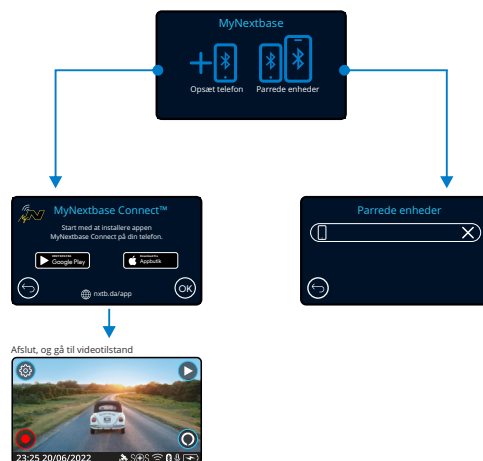 MyNextbase
Opsæt telefon
Parrede enheder
MyNextbase Connect™
Start med at installere appen
MyNextbase Connect på din telefon.
Google Play
Appbutik
nxtb.da/app
OK
Parrede enheder
Afslut, og gå til videotilstand
23:25 20/06/2022
SOS